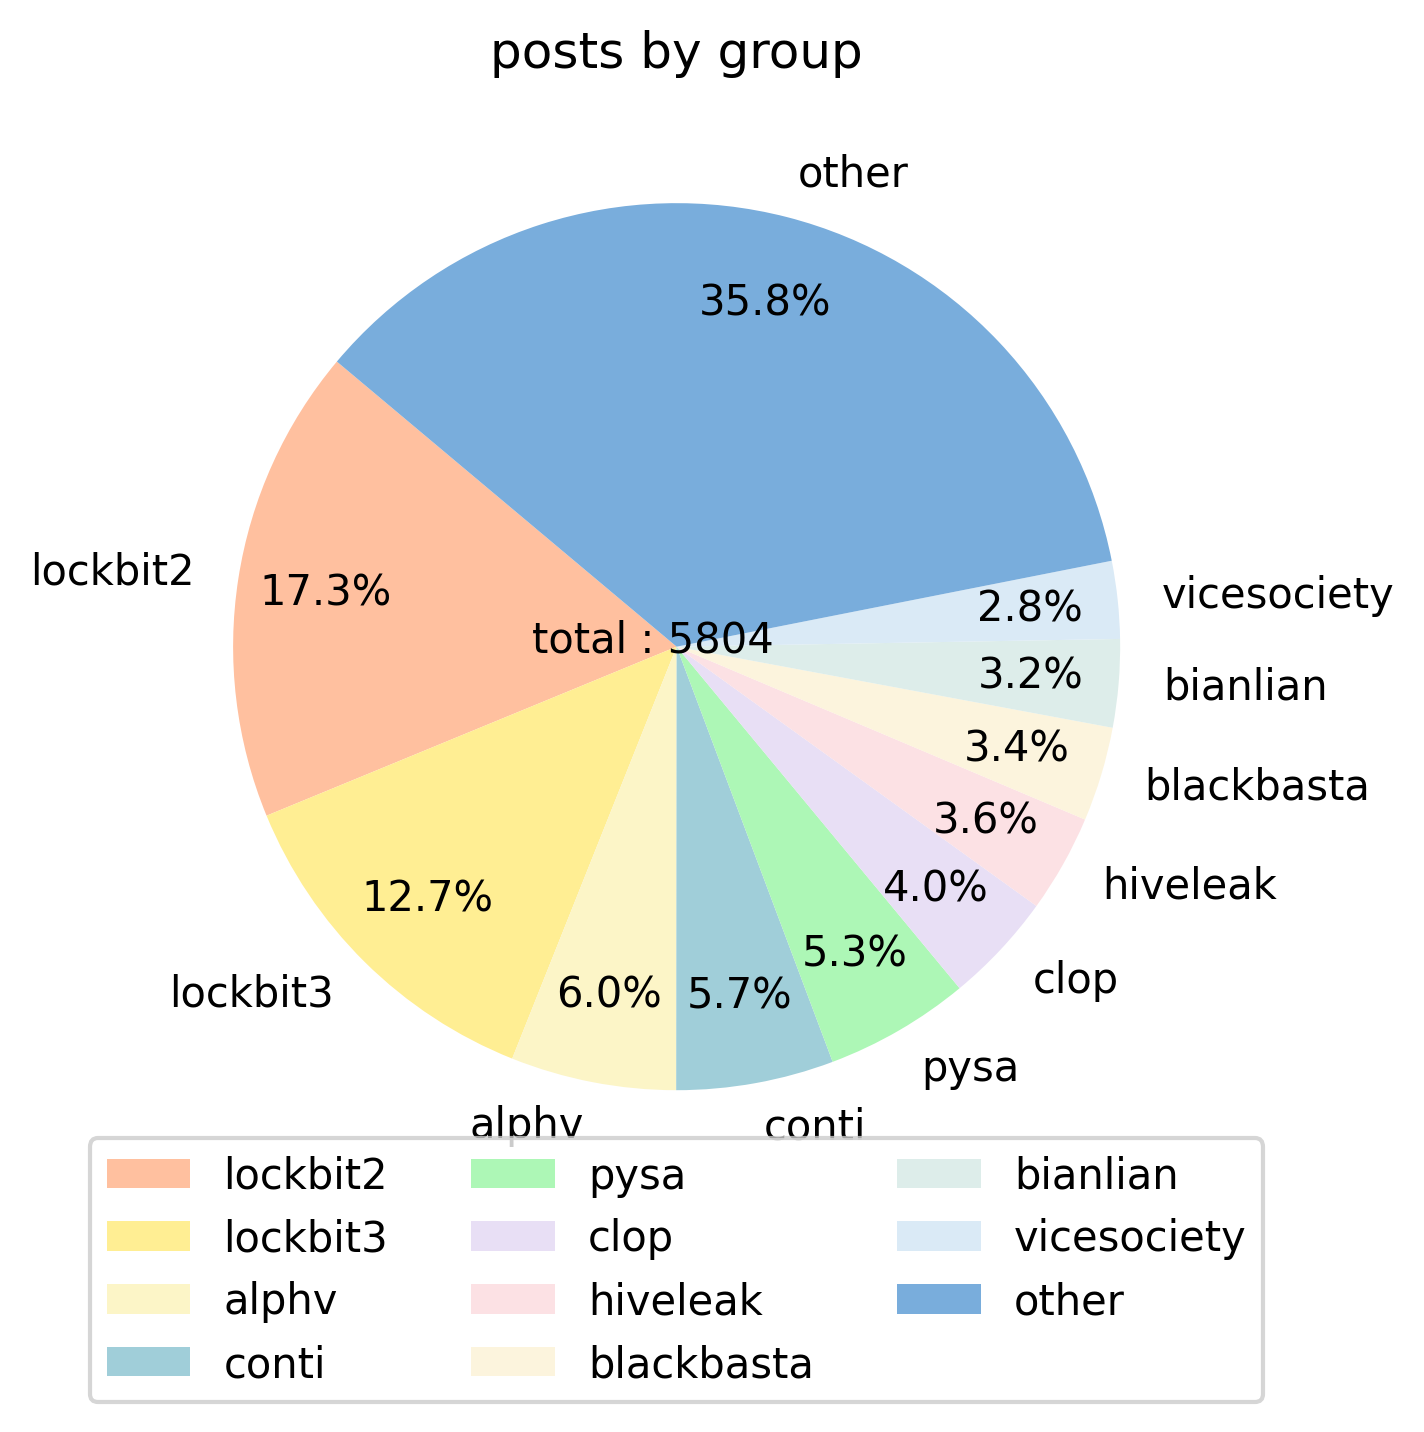 posts by group
other
35.8%
lockbit2
17.3%
total : 5804
2.8%
vicesociety
3.2%
bianlian
3.4%
blackbasta
3.6%
hiveleak
4.0%
clop
12.7%
lockbit3
5.3%
pysa
6.0%
5.7%
alphv
conti
lockbit2
lockbit3
alphv
conti
pysa
clop
hiveleak
blackbasta
bianlian
vicesociety
other